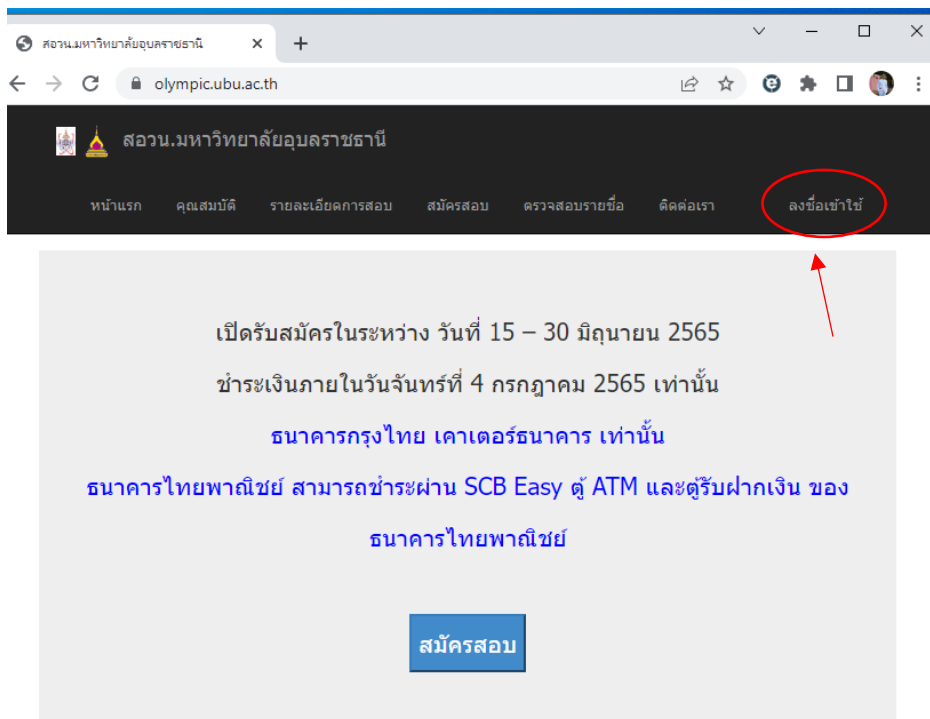 สอวน.มหาวิทยาลัยอุบลราชธานี
olympic.ubu.ac.th
สอวน.มหาวิทยาลัยอุบลราชธานี
หน้าแรก คุณสมบัติ รายละเอียดการสอบ สมัครสอบ ตรวจสอบรายชื่อ ติดต่อเรา ลงชื่อเข้าใช้
เปิดรับสมัครในระหว่าง วันที่ 15 – 30 มิถุนายน 2565
ชำระเงินภายในวันจันทร์ที่ 4 กรกฎาคม 2565 เท่านั้น
ธนาคารกรุงไทย เคาเตอร์ธนาคาร เท่านั้น
ธนาคารไทยพาณิชย์ สามารถชำระผ่าน SCB Easy ตู้ ATM และตู้รับฝากเงิน ของ
ธนาคารไทยพาณิชย์
สมัครสอบ